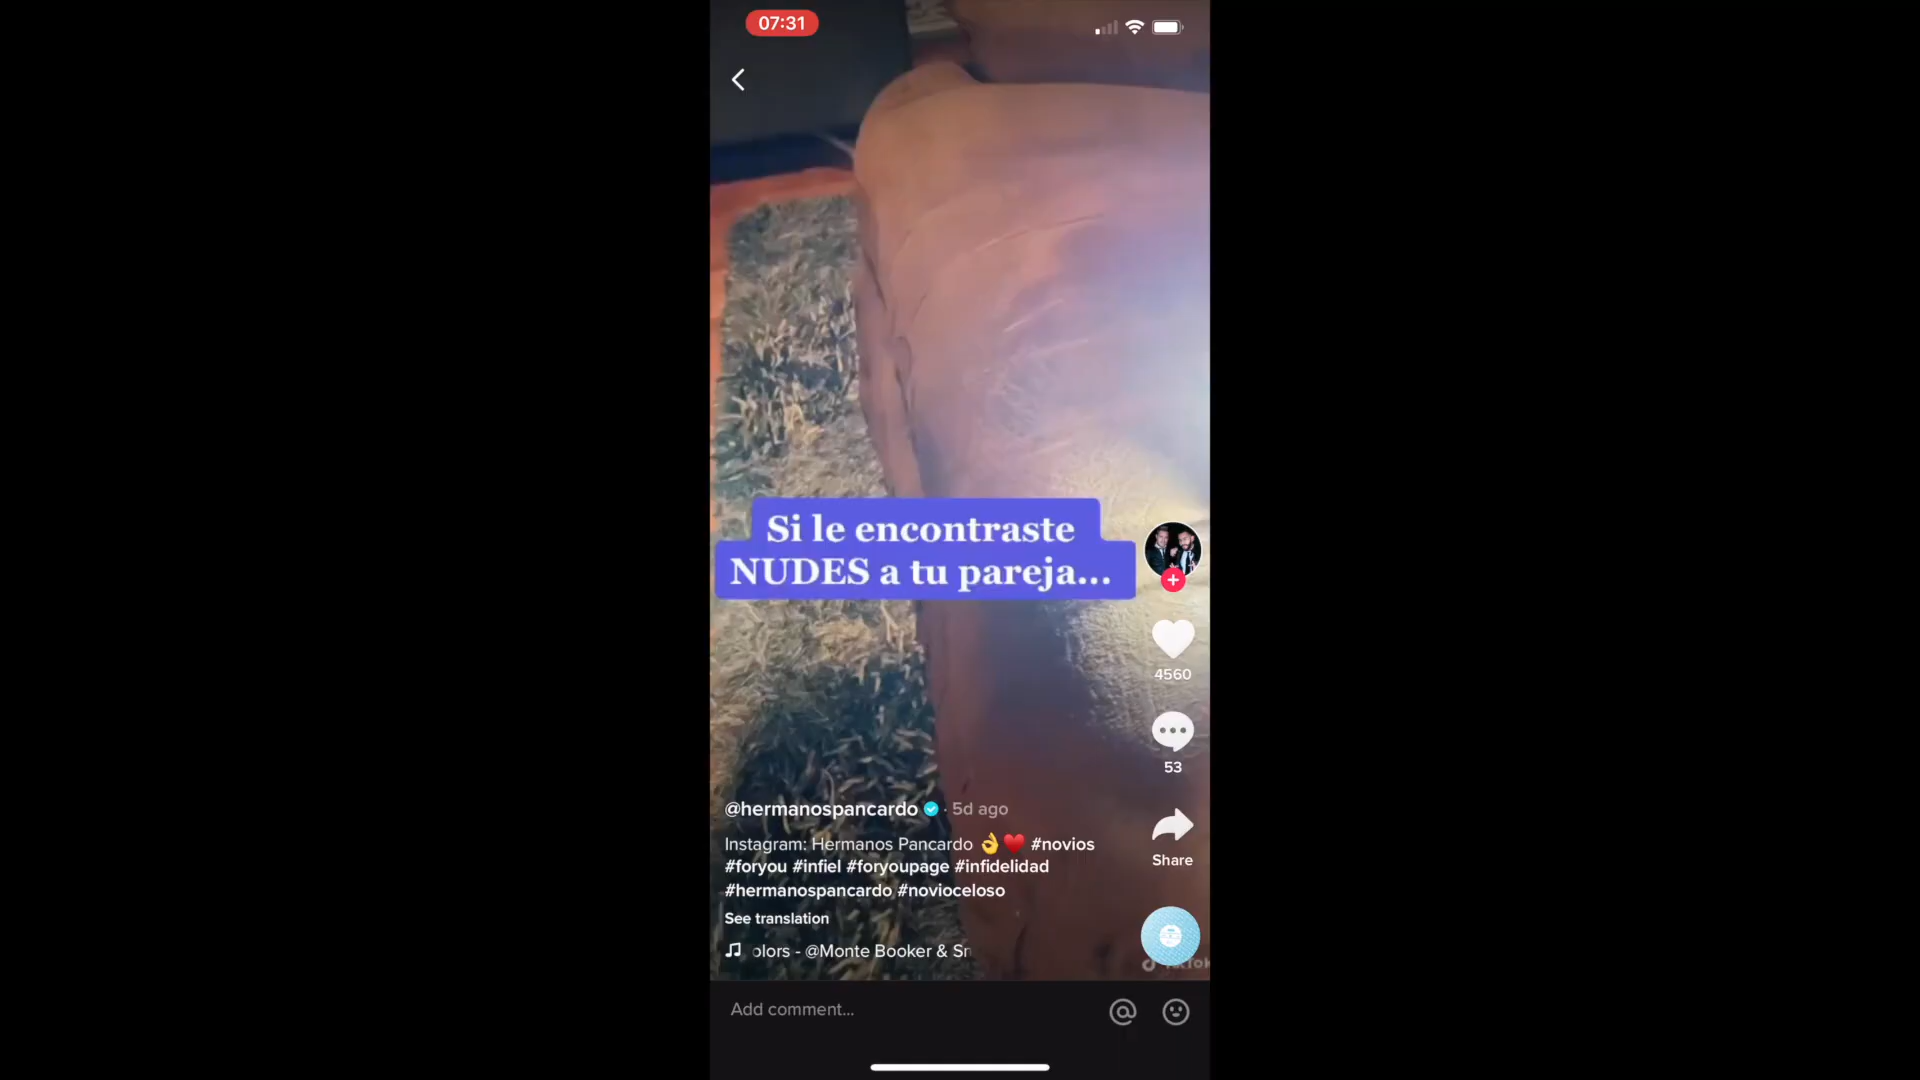 07:31
Si le encontraste
NUDES a tu pareja...
4560
53
@hermanospancardo · 5d ago
Instagram: Hermanos Pancardo 👌❤️ #novios
#foryou #infiel #foryoupage #infidelidad
#hermanospancardo #novioceloso
Share
See translation
olors - @Monte Booker & Sr
Add comment...